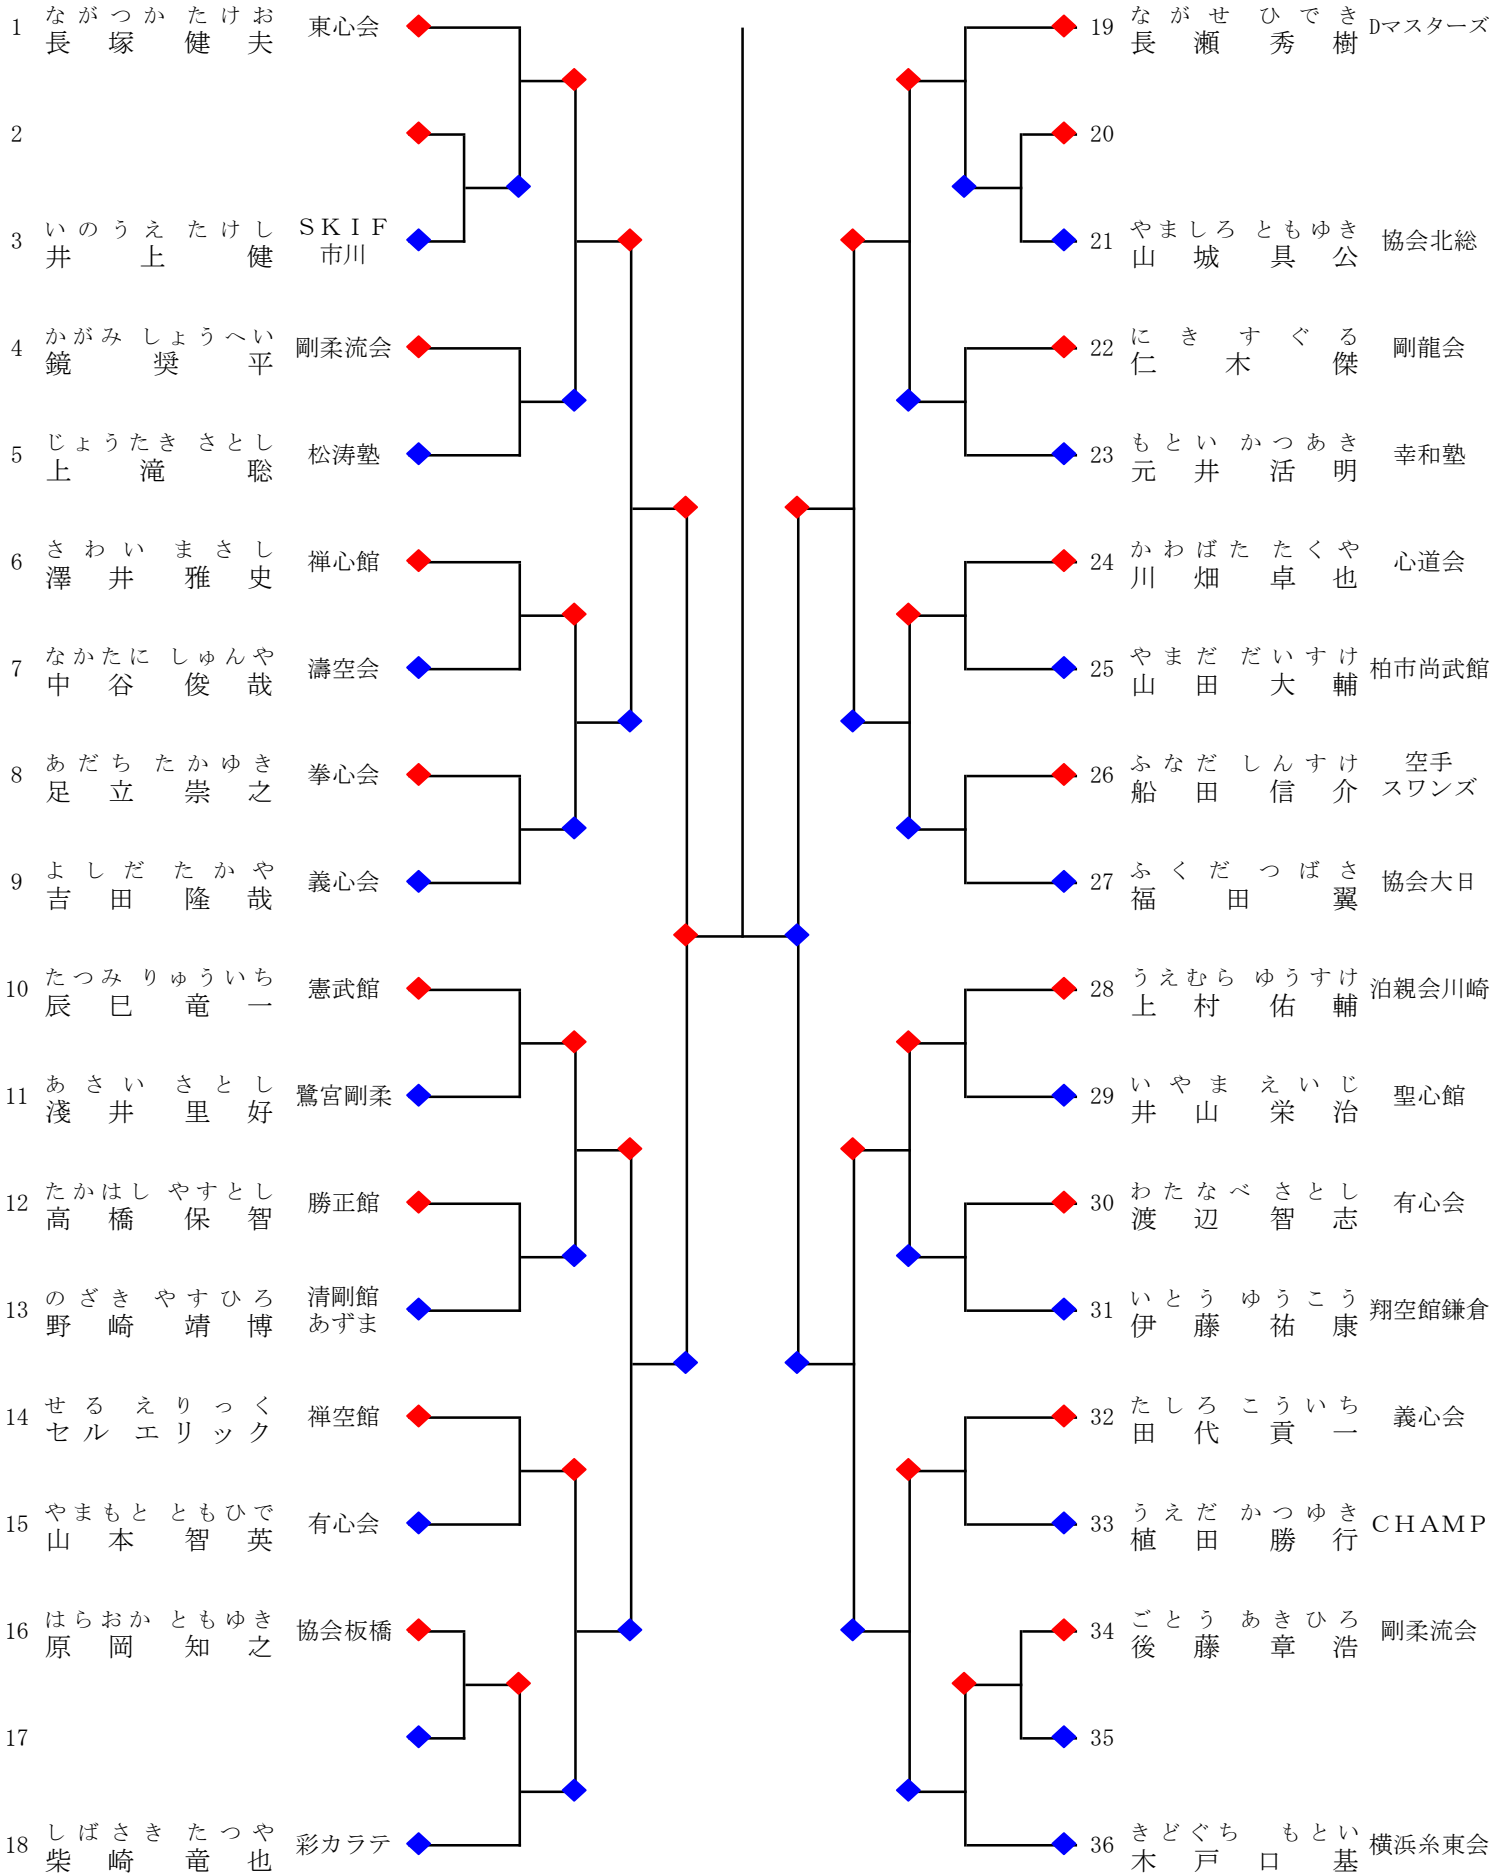 ながつか たけお
1 長塚 健夫 東心会
2
いのうえ たけし ＳＫＩＦ
3 井上 健 市川
かがみ しょうへい
4 鏡 奨平 剛柔流会
じょうたき さとし
5 上滝 聡 松涛塾
さわい まさし
6 澤井 雅史 禅心館
なかたに しゅんや
7 中谷 俊哉 濤空会
あだち たかゆき
8 足立 崇之 拳心会
よしだ たかや
9 吉田 隆哉 義心会
たつみ りゅういち
10 辰巳 竜一 憲武館
あさい さとし
11 淺井 里好 鷺宮剛柔
たかはし やすとし
12 高橋 保智 勝正館
のざき やすひろ 清剛館
13 野崎 靖博 あずま
せる えりっく
14 セル エリック 禅空館
やまもと ともひで
15 山本 智英 有心会
はらおか ともゆき
16 原岡 知之 協会板橋
17
しばさき たつや
18 柴崎 竜也 彩カラテ
ながせ ひでき
19 長瀬 秀樹 Dマスターズ
20
やましろ ともゆき
21 山城 具公 協会北総
にき すぐる
22 仁木 傑 剛龍会
もとい かつあき
23 元井 活明 幸和塾
かわばた たくや
24 川畑 卓也 心道会
やまだ だいすけ
25 山田 大輔 柏市尚武館
ふなだ しんすけ 空手
26 船田 信介 スワンズ
ふくだ つばさ
27 福田 翼 協会大日
うえむら ゆうすけ
28 上村 佑輔 泊親会川崎
いやま えいじ
29 井山 栄治 聖心館
わたなべ さとし
30 渡辺 智志 有心会
いとう ゆうこう
31 伊藤 祐康 翔空館鎌倉
たしろ こういち
32 田代 貢一 義心会
うえだ かつゆき
33 植田 勝行 ＣＨＡＭＰ
ごとう あきひろ
34 後藤 章浩 剛柔流会
35
きどぐち もとい
36 木戸口 基 横浜糸東会